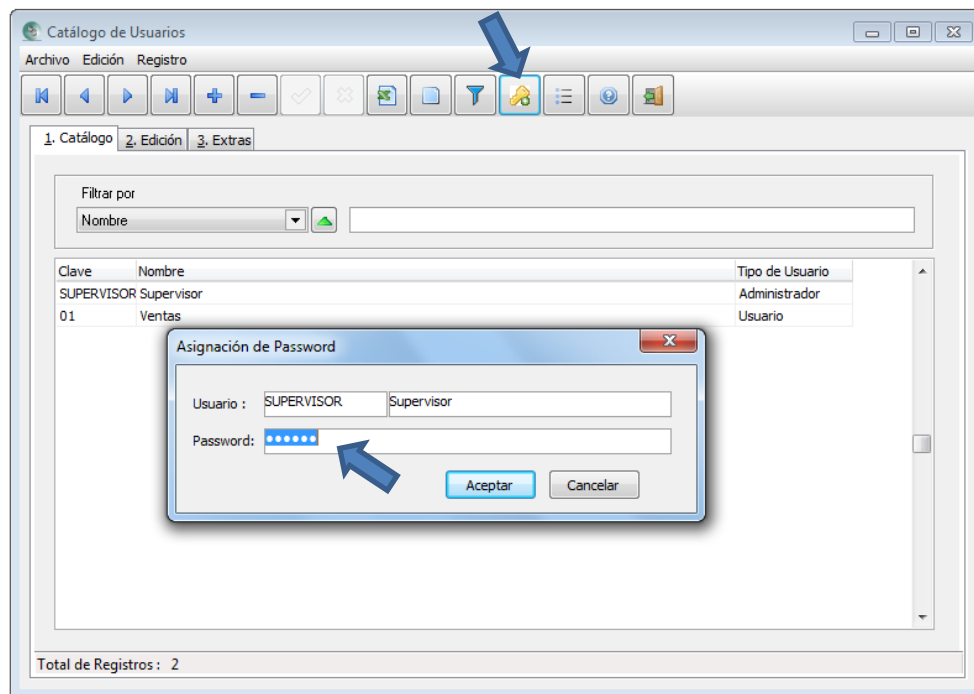 Catálogo de Usuarios
Archivo Edición Registro
1. Catálogo 2. Edición 3. Extras
Filtrar por
Nombre
Clave Nombre Tipo de Usuario
SUPERVISOR Supervisor Administrador
01 Ventas Usuario
Asignación de Password
Usuario : SUPERVISOR Supervisor
Password: ••••••
Aceptar Cancelar
Total de Registros : 2